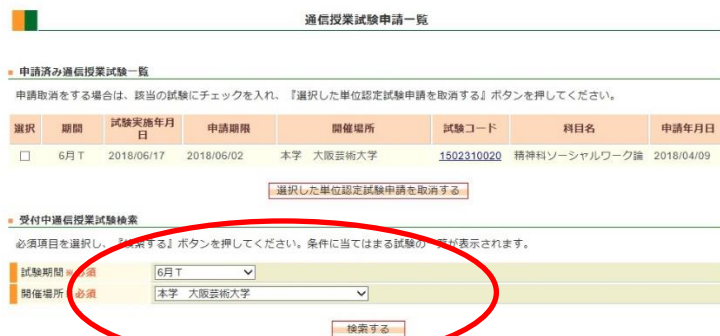 通信授業試験申請一覧
申請済み通信授業試験一覧
申請取消をする場合は、該当の試験にチェックを入れ、『選択した単位認定試験申請を取消する』ボタンを押してください。
選択 期間 試験実施年月日 申請期限 開催場所 試験コード 科目名 申請年月日
6月T 2018/06/17 2018/06/02 本学 大阪芸術大学 1502310020 精神科ソーシャルワーク論 2018/04/09
選択した単位認定試験申請を取消する
受付中通信授業試験検索
必須項目を選択し、『検索する』ボタンを押してください。条件に当てはまる試験の一覧が表示されます。
試験期間 ※必須 6月T
開催場所 ※必須 本学 大阪芸術大学
検索する